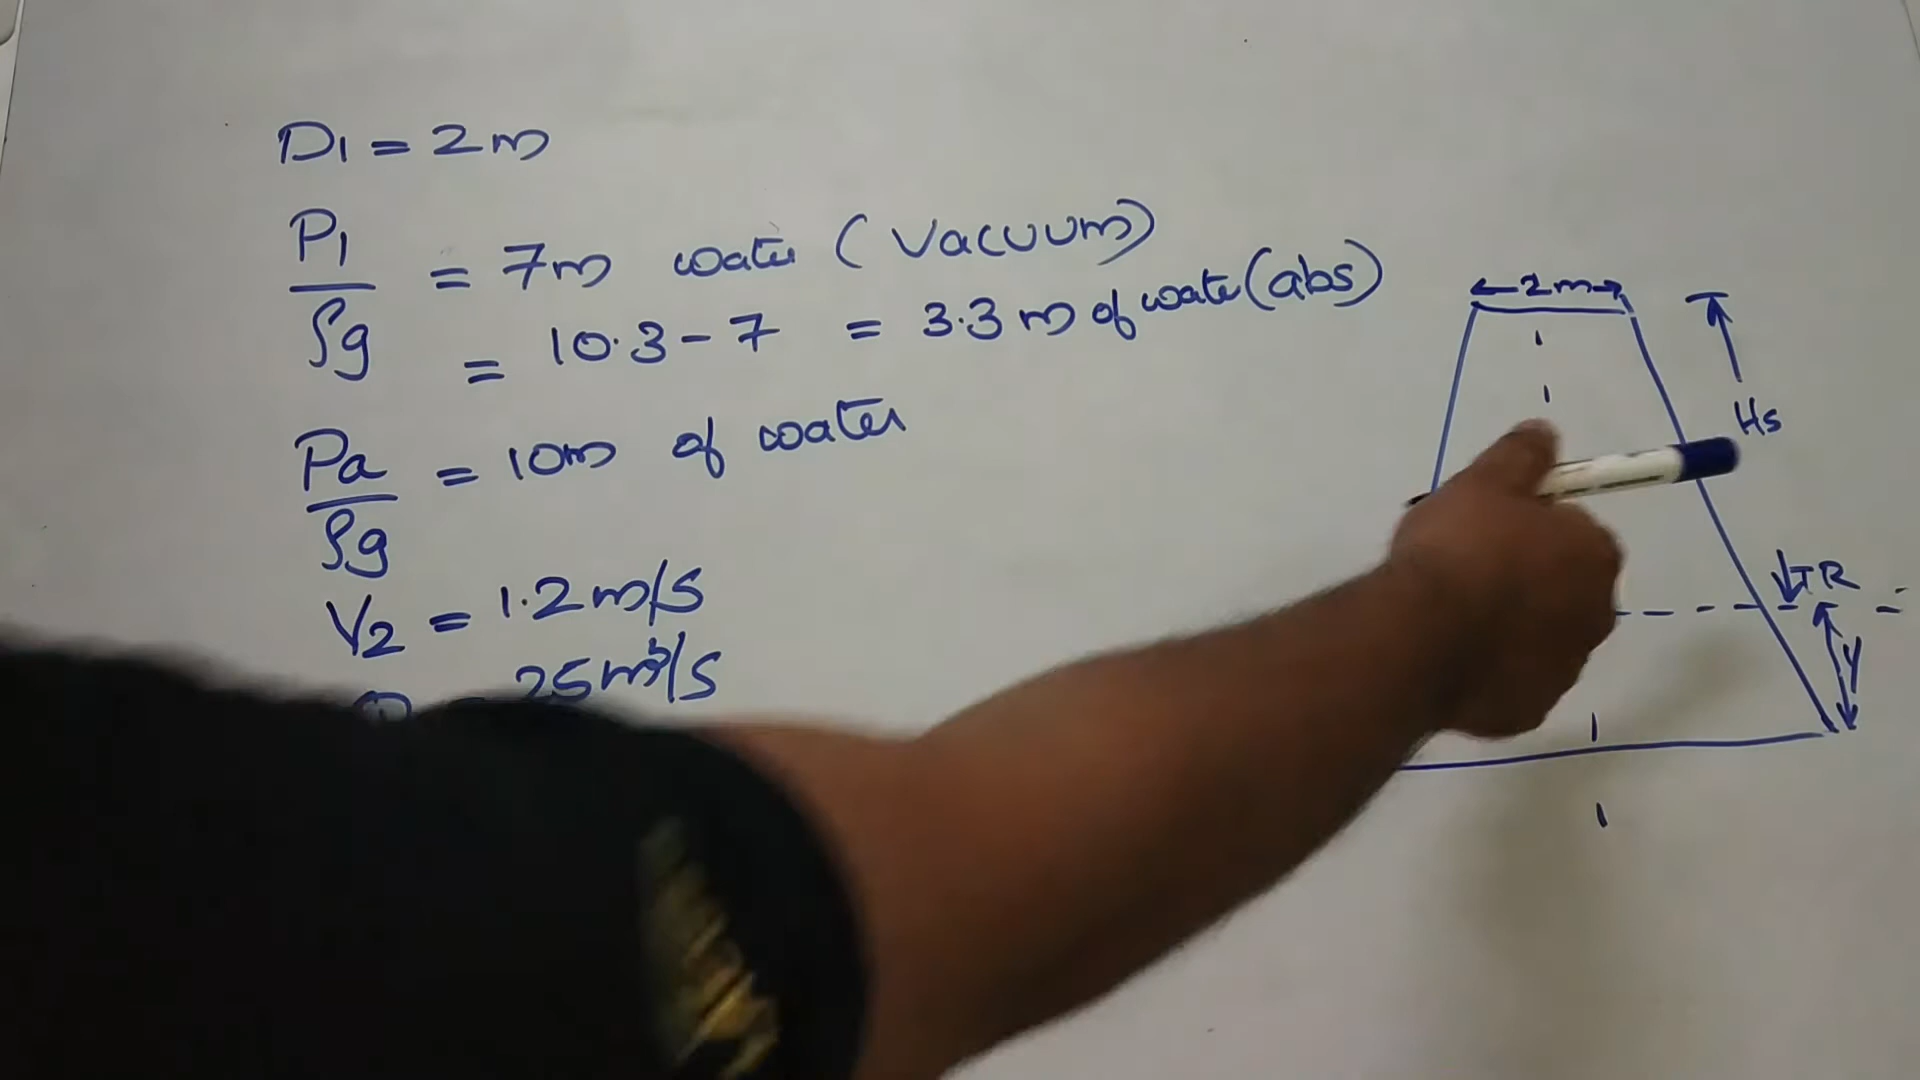 D1 = 2m
P1/ρg = 7m water (Vacuum)
= 10.3 - 7 = 3.3 m of water (abs)
Pa/ρg = 10m of water
V2 = 1.2 m/s
25 m³/s
2m
Hs
TR
y